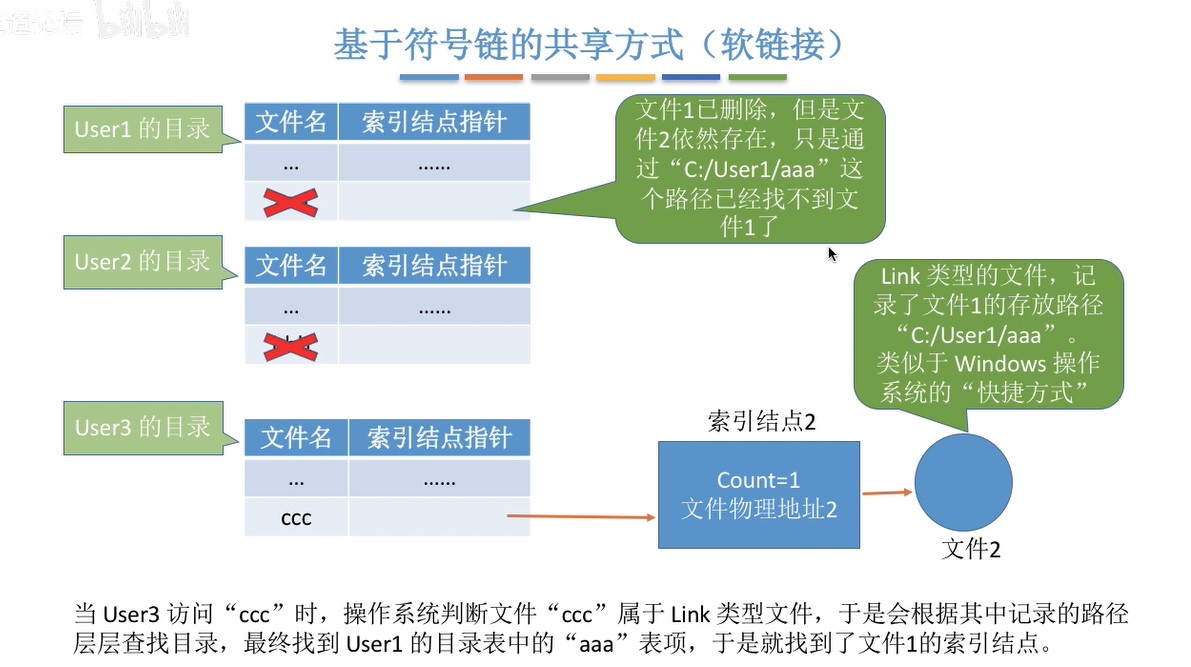 bilibili
基于符号链的共享方式（软链接）
User1 的目录
文件名 索引结点指针
... ......
文件1已删除，但是文
件2依然存在，只是通
过“C:/User1/aaa”这
个路径已经找不到文
件1了
User2 的目录
文件名 索引结点指针
... ......
Link 类型的文件，记
录了文件1的存放路径
“C:/User1/aaa”。
类似于 Windows 操作
系统的“快捷方式”
User3 的目录
文件名 索引结点指针
... ......
ccc
索引结点2
Count=1
文件物理地址2
文件2
当 User3 访问“ccc”时，操作系统判断文件“ccc”属于 Link 类型文件，于是会根据其中记录的路径
层层查找目录，最终找到 User1 的目录表中的“aaa”表项，于是就找到了文件1的索引结点。